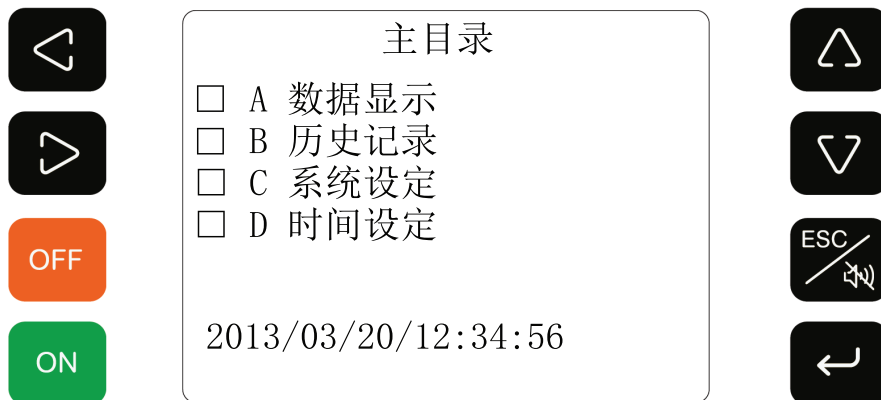 主目录
□ A 数据显示
□ B 历史记录
□ C 系统设定
□ D 时间设定
2013/03/20/12:34:56
OFF
ON
ESC